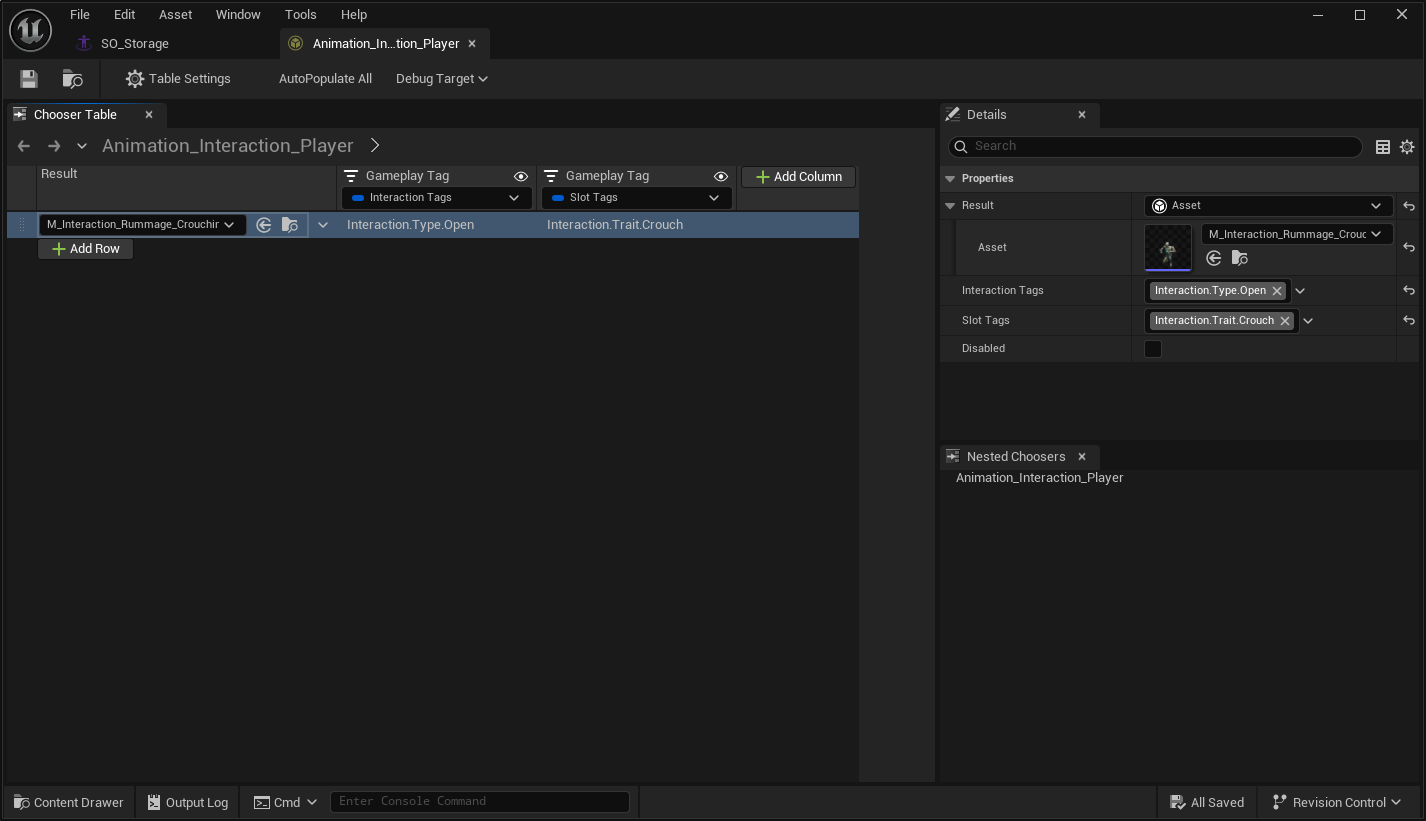 File Edit Asset Window Tools Help
SO_Storage
Animation_In...tion_Player
Table Settings
AutoPopulate All
Debug Target
Chooser Table
Animation_Interaction_Player
Result
Gameplay Tag
Gameplay Tag
Add Column
Interaction Tags
Slot Tags
M_Interaction_Rummage_Crouchir
Interaction.Type.Open
Interaction.Trait.Crouch
Add Row
Details
Search
Properties
Result
Asset
Asset
M_Interaction_Rummage_Crouc
Interaction Tags
Interaction.Type.Open
Slot Tags
Interaction.Trait.Crouch
Disabled
Nested Choosers
Animation_Interaction_Player
Content Drawer
Output Log
Cmd
Enter Console Command
All Saved
Revision Control